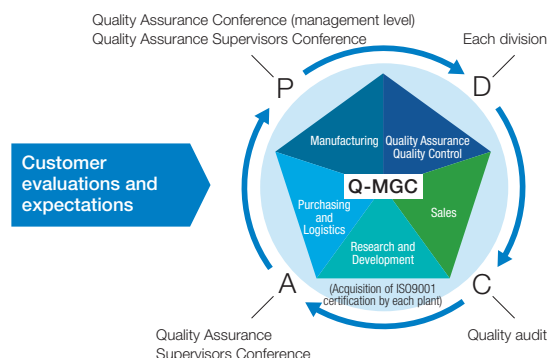 Quality Assurance Conference (management level)
Quality Assurance Supervisors Conference
Each division
P
D
Manufacturing
Quality Assurance
Quality Control
Customer
evaluations and
expectations
Q-MGC
Purchasing
and
Logistics
Sales
Research and
Development
(Acquisition of ISO9001
certification by each plant)
A
C
Quality Assurance
Supervisors Conference
Quality audit